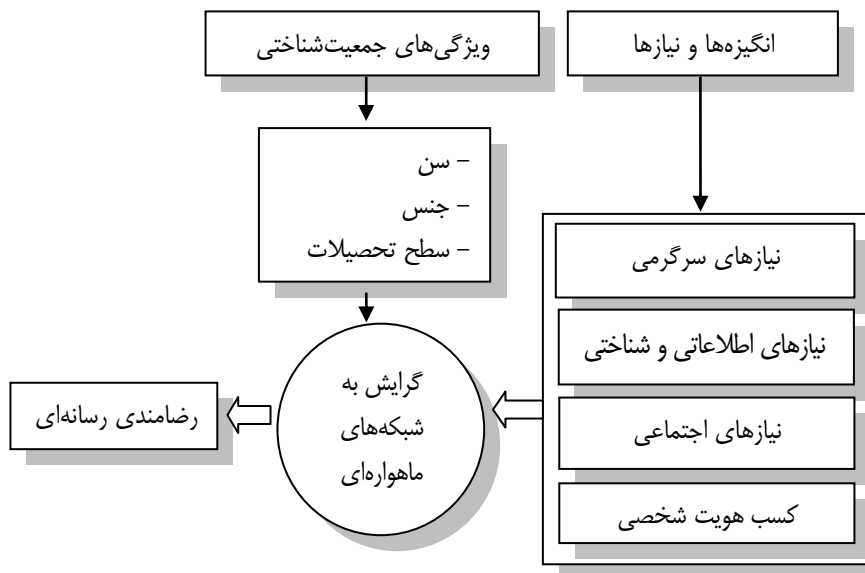 انگیزه‌ها و نیازها
ویژگی‌های جمعیت‌شناختی
– سن
– جنس
– سطح تحصیلات
نیازهای سرگرمی
نیازهای اطلاعاتی و شناختی
نیازهای اجتماعی
کسب هویت شخصی
گرایش به
شبکه‌های
ماهواره‌ای
رضامندی رسانه‌ای